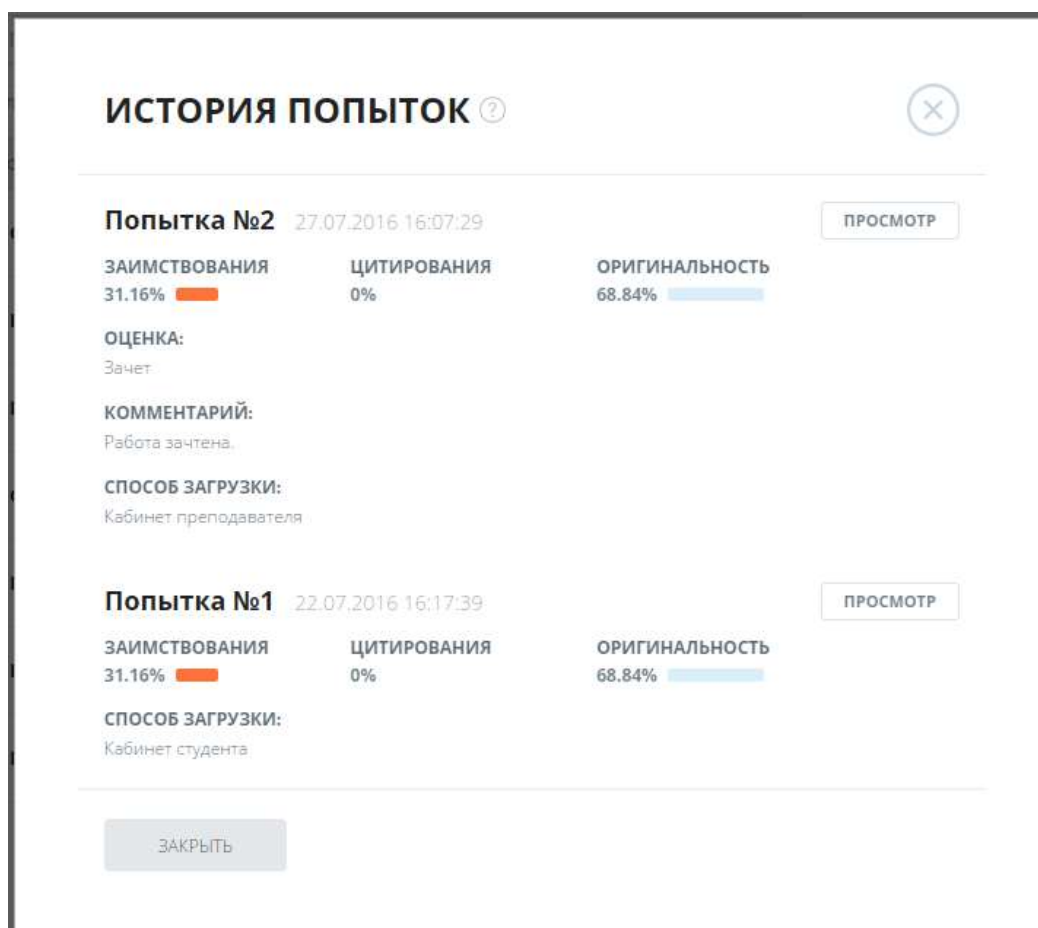 ИСТОРИЯ ПОПЫТОК ?
Попытка №2 27.07.2016 16:07:29 ПРОСМОТР
ЗАИМСТВОВАНИЯ ЦИТИРОВАНИЯ ОРИГИНАЛЬНОСТЬ
31.16% 0% 68.84%
ОЦЕНКА:
Зачет
КОММЕНТАРИЙ:
Работа зачтена.
СПОСОБ ЗАГРУЗКИ:
Кабинет преподавателя
Попытка №1 22.07.2016 16:17:39 ПРОСМОТР
ЗАИМСТВОВАНИЯ ЦИТИРОВАНИЯ ОРИГИНАЛЬНОСТЬ
31.16% 0% 68.84%
СПОСОБ ЗАГРУЗКИ:
Кабинет студента
ЗАКРЫТЬ